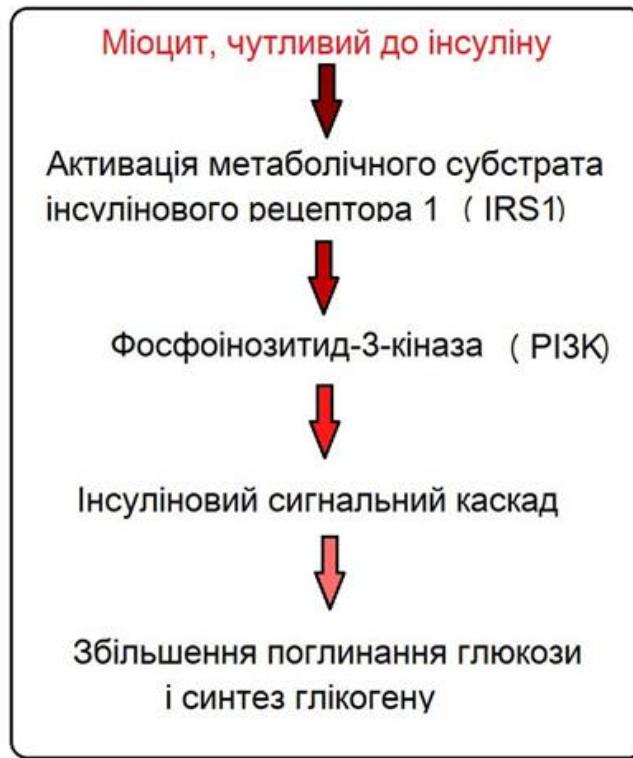 Міоцит, чутливий до інсуліну
Активація метаболічного субстрата
інсулінового рецептора 1 ( IRS1)
Фосфоінозитид-3-кіназа ( PI3K)
Інсуліновий сигнальний каскад
Збільшення поглинання глюкози
і синтез глікогену